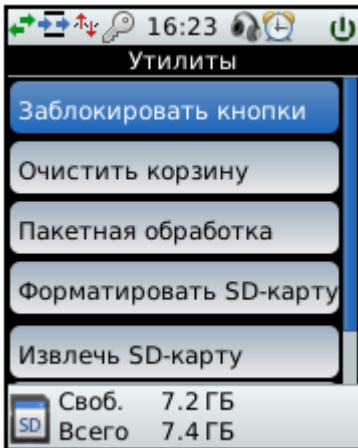 16:23
Утилиты
Заблокировать кнопки
Очистить корзину
Пакетная обработка
Форматировать SD-карту
Извлечь SD-карту
Своб. 7.2 ГБ
SD
Всего 7.4 ГБ